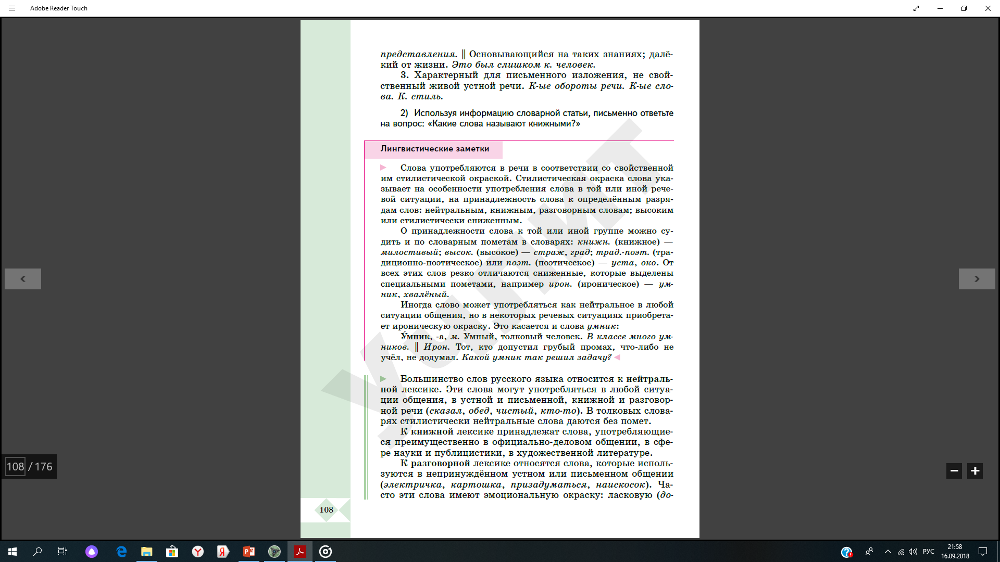 Adobe Reader Touch
представления. || Основывающийся на таких знаниях; далё-
кий от жизни. Это был слишком к. человек.
3. Характерный для письменного изложения, не свой-
ственный живой устной речи. К-ые обороты речи. К-ые сло-
ва. К. стиль.
2) Используя информацию словарной статьи, письменно ответьте
на вопрос: «Какие слова называют книжными?»
Лингвистические заметки
Слова употребляются в речи в соответствии со свойственной
им стилистической окраской. Стилистическая окраска слова ука-
зывает на особенности употребления слова в той или иной рече-
вой ситуации, на принадлежность слова к определённым разря-
дам слов: нейтральным, книжным, разговорным словам; высоким
или стилистически сниженным.
О принадлежности слова к той или иной группе можно су-
дить и по словарным пометам в словарях: книжн. (книжное) —
милостивый; высок. (высокое) — страж, град; трад.-поэт. (тра-
диционно-поэтическое) или поэт. (поэтическое) — уста, око. От
всех этих слов резко отличаются сниженные, которые выделены
специальными пометами, например ирон. (ироническое) — ум-
ник, хвалёный.
Иногда слово может употребляться как нейтральное в любой
ситуации общения, но в некоторых речевых ситуациях приобрета-
ет ироническую окраску. Это касается и слова умник:
У́мник, -а, м. Умный, толковый человек. В классе много ум-
ников. || Ирон. Тот, кто допустил грубый промах, что-либо не
учёл, не додумал. Какой умник так решил задачу?
Большинство слов русского языка относится к нейтраль-
ной лексике. Эти слова могут употребляться в любой ситуа-
ции общения, в устной и письменной, книжной и разговор-
ной речи (сказал, обед, чистый, кто-то). В толковых слова-
рях стилистически нейтральные слова даются без помет.
К книжной лексике принадлежат слова, употребляющие-
ся преимущественно в официально-деловом общении, в сфе-
ре науки и публицистики, в художественной литературе.
К разговорной лексике относятся слова, которые исполь-
зуются в непринуждённом устном или письменном общении
(электричка, картошка, призадуматься, наискосок). Ча-
сто эти слова имеют эмоциональную окраску: ласковую (до-
108
Улит
108 / 176
РУС
21:58
16.09.2018